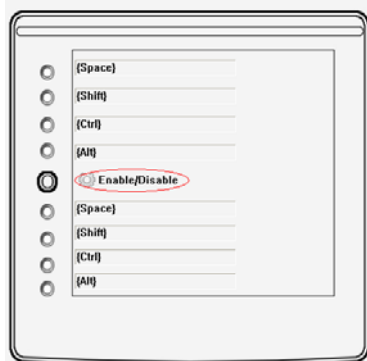 {Space}
{Shift}
{Ctrl}
{Alt}
Enable/Disable
{Space}
{Shift}
{Ctrl}
{Alt}